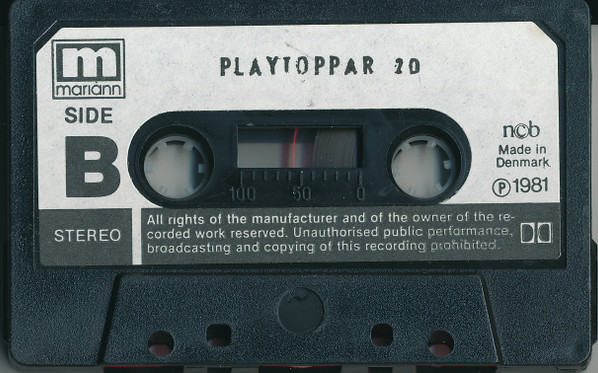 m
mariann
PLAYTOPPAR 20
SIDE
B
STEREO
100 50 0
ncb
Made in
Denmark
Ⓟ1981
All rights of the manufacturer and of the owner of the re-
corded work reserved. Unauthorised public performance,
broadcasting and copying of this recording prohibited.